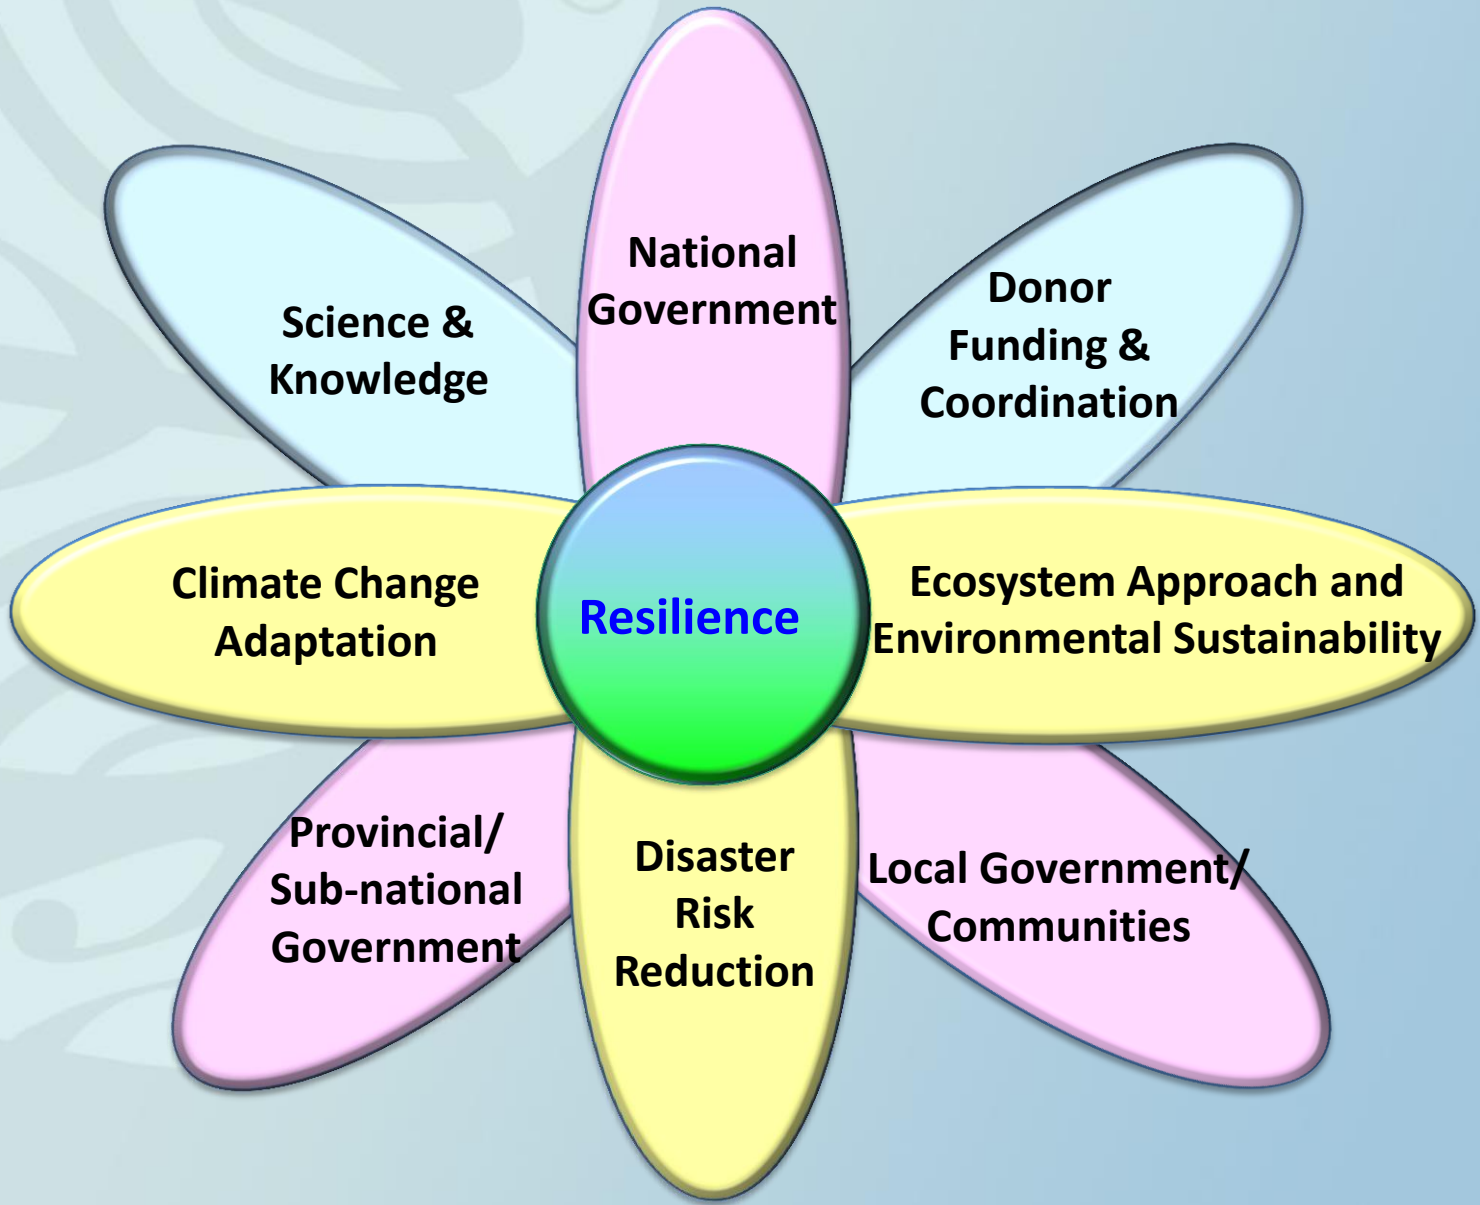 National
Government
Donor
Funding &
Coordination
Science &
Knowledge
Climate Change
Adaptation
Resilience
Ecosystem Approach and
Environmental Sustainability
Provincial/
Sub-national
Government
Disaster
Risk
Reduction
Local Government/
Communities